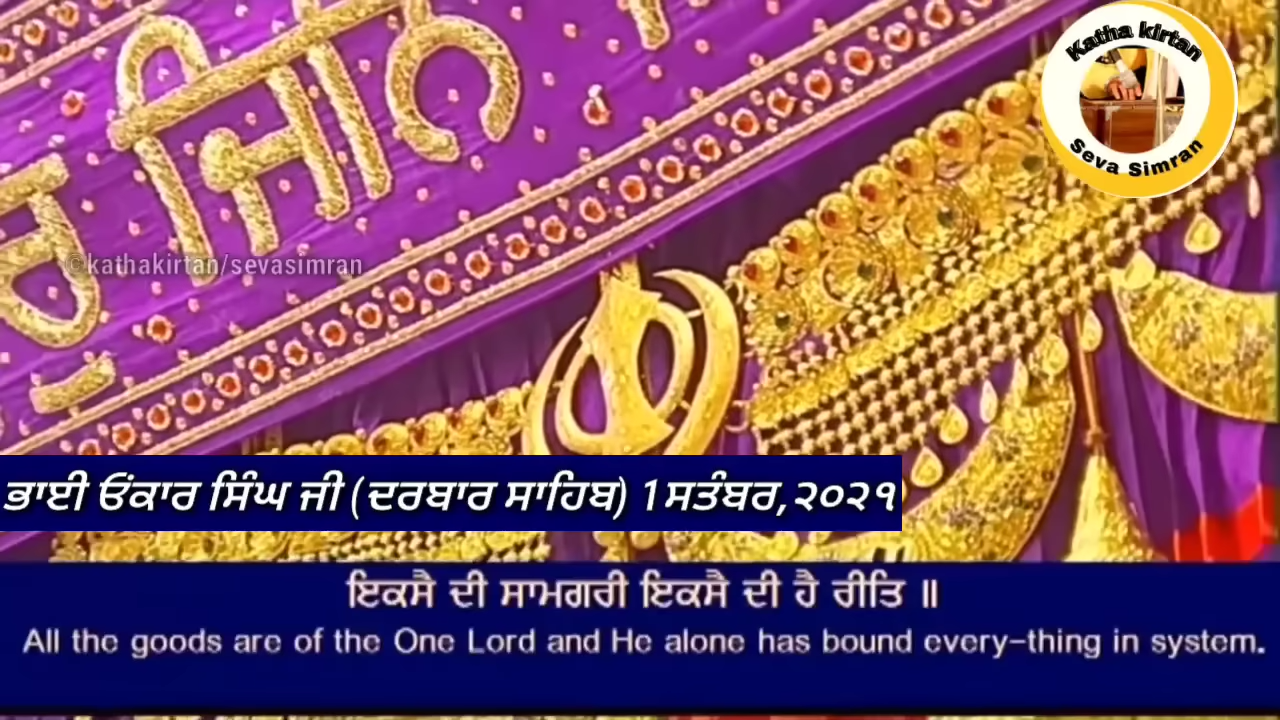 Katha kirtan
Seva Simran
©kathakirtan/sevasimran
ਭਾਈ ਓਂਕਾਰ ਸਿੰਘ ਜੀ (ਦਰਬਾਰ ਸਾਹਿਬ) 1 ਸਤੰਬਰ,੨੦੨੧
ਇਕਸੈ ਦੀ ਸਾਮਗਰੀ ਇਕਸੈ ਦੀ ਹੈ ਰੀਤਿ ॥
All the goods are of the One Lord and He alone has bound every-thing in system.